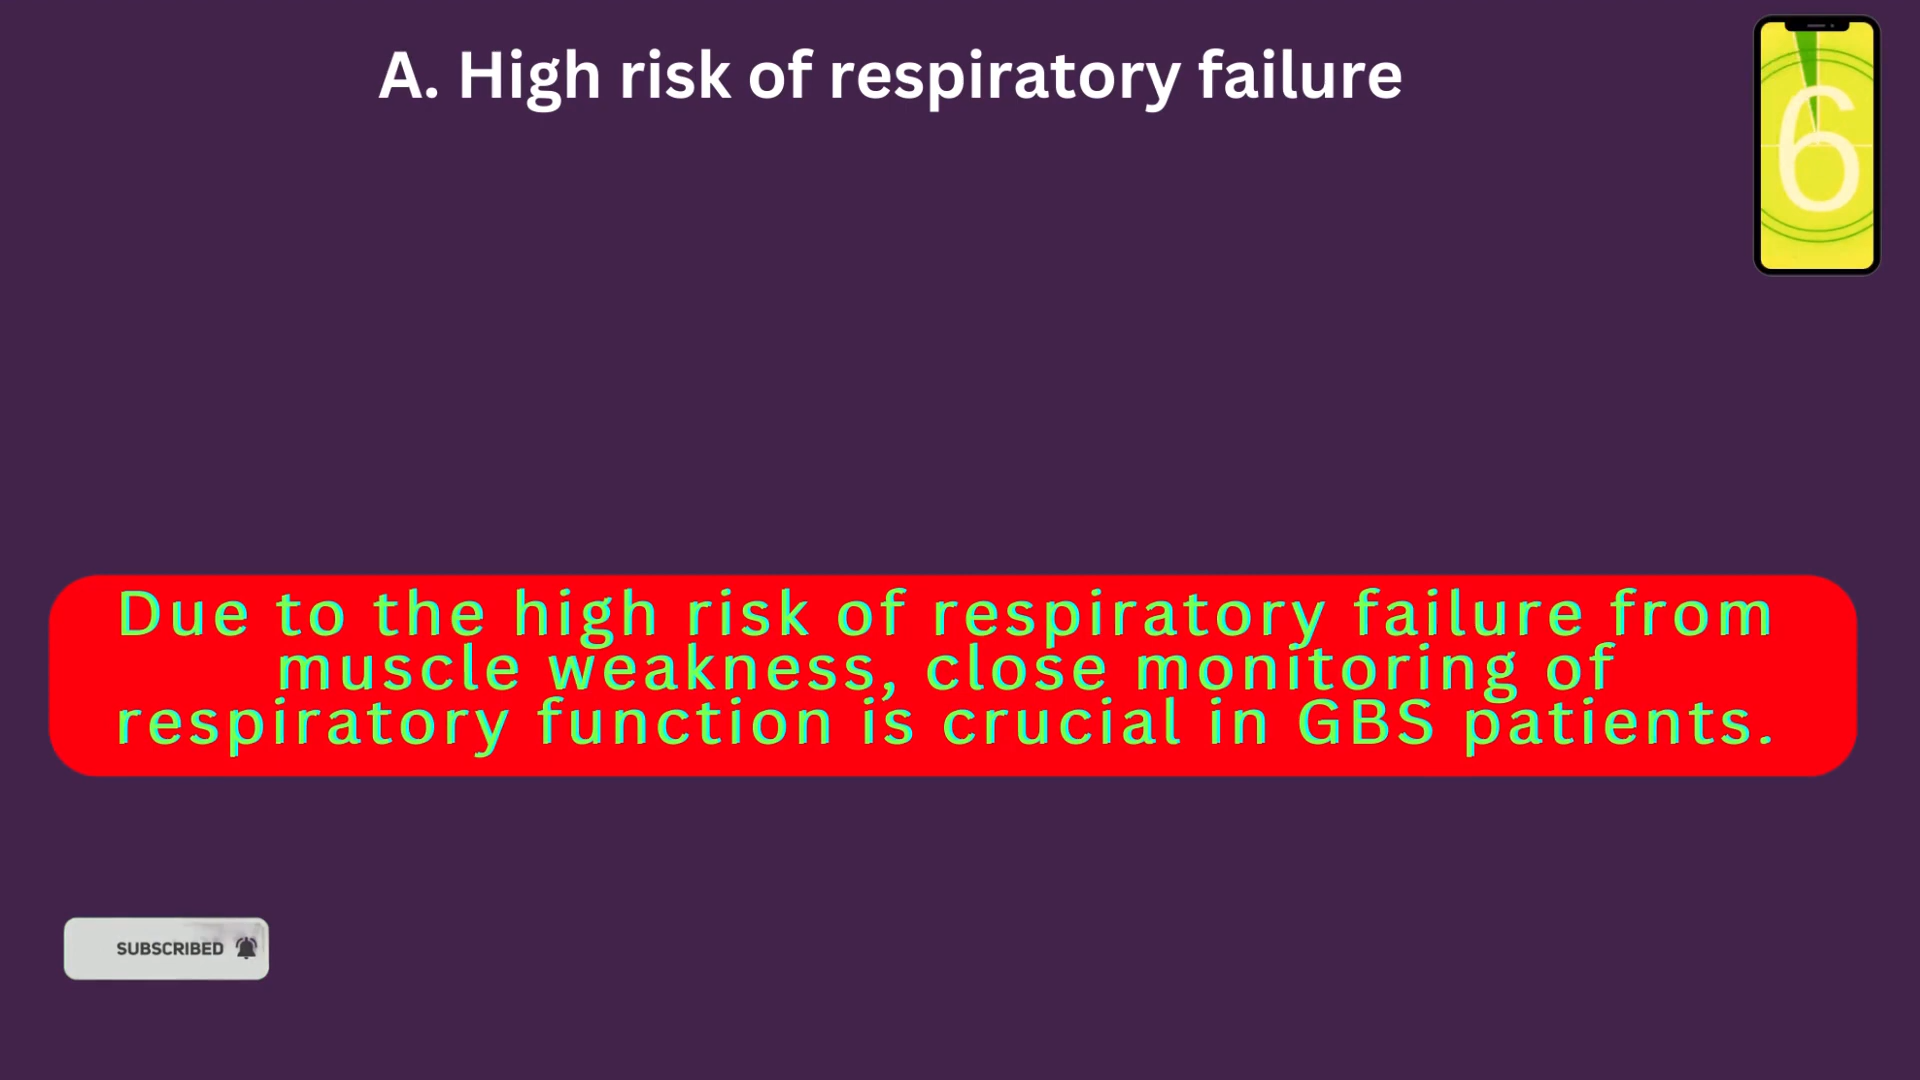 A. High risk of respiratory failure
6
Due to the high risk of respiratory failure from
muscle weakness, close monitoring of
respiratory function is crucial in GBS patients.
SUBSCRIBED